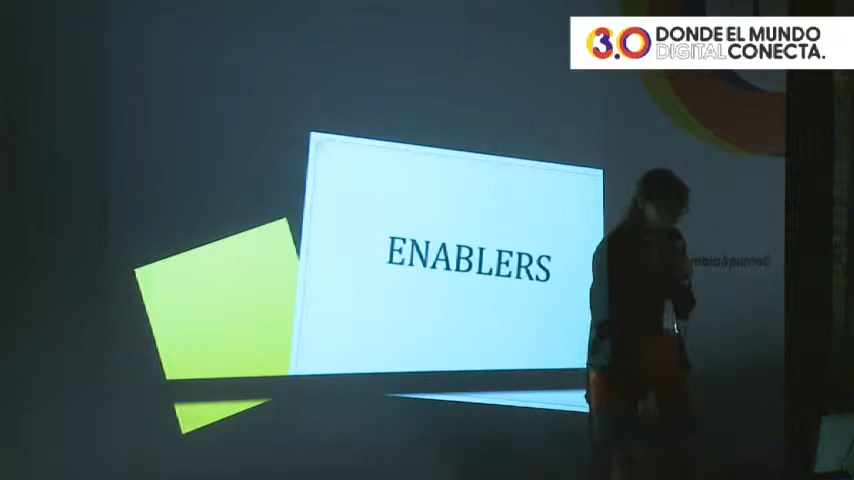 3.0 DONDE EL MUNDO
DIGITAL CONECTA.
ENABLERS